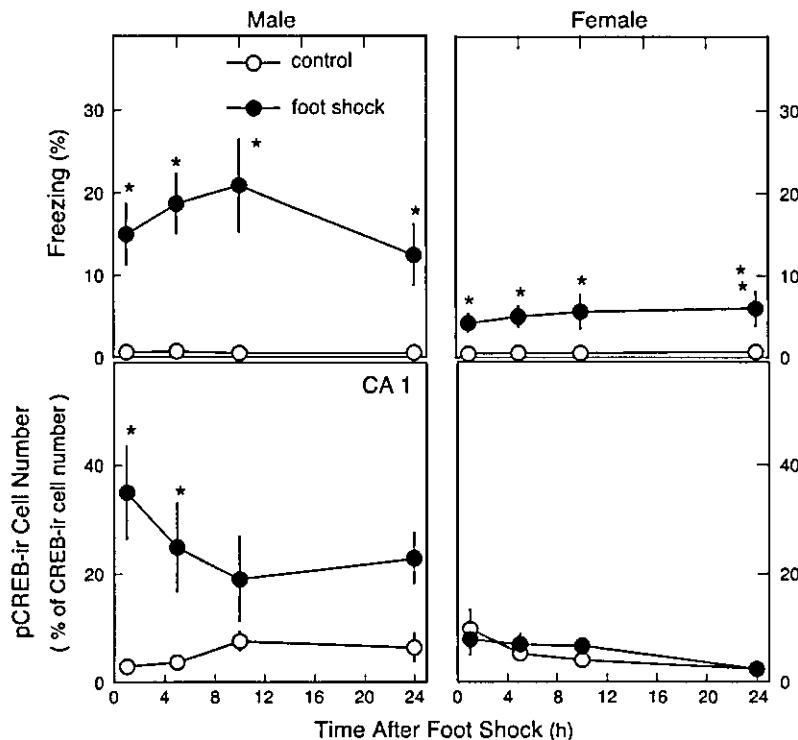 Male Female
control
foot shock
Freezing (%)
30 30
20 20
10 10
0 0
* * * *
* * * * *
CA 1
pCREB-ir Cell Number
( % of CREB-ir cell number)
40 40
20 20
0 0
* *
0 4 8 12 16 20 24 0 4 8 12 16 20 24
Time After Foot Shock (h)